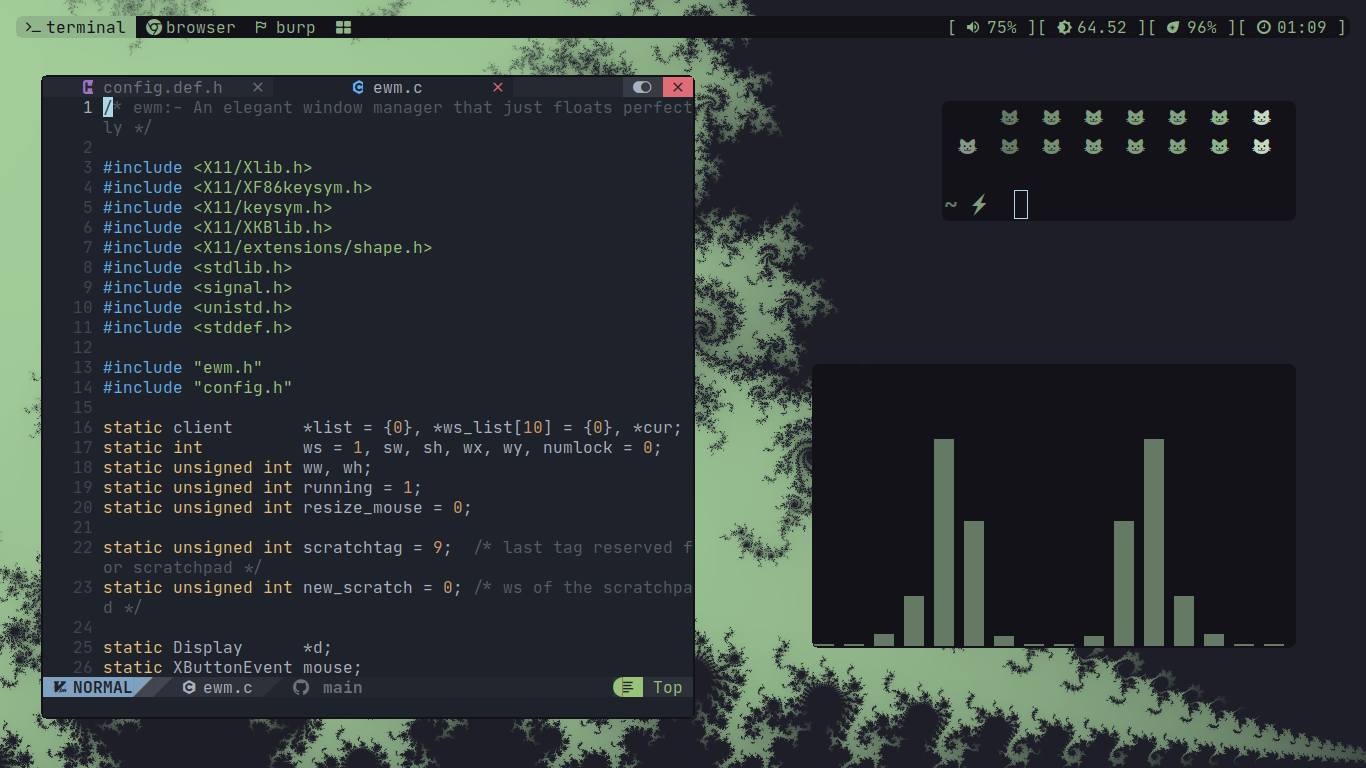 terminal browser burp [ 75% ][ 64.52 ][ 96% ][ 01:09 ]
config.def.h ewm.c
1 /* ewm:- An elegant window manager that just floats perfect
ly */
2
3 #include <X11/Xlib.h>
4 #include <X11/XF86keysym.h>
5 #include <X11/keysym.h>
6 #include <X11/XKBlib.h>
7 #include <X11/extensions/shape.h>
8 #include <stdlib.h>
9 #include <signal.h>
10 #include <unistd.h>
11 #include <stddef.h>
12
13 #include "ewm.h"
14 #include "config.h"
15
16 static client       *list = {0}, *ws_list[10] = {0}, *cur;
17 static int          ws = 1, sw, sh, wx, wy, numlock = 0;
18 static unsigned int ww, wh;
19 static unsigned int running = 1;
20 static unsigned int resize_mouse = 0;
21
22 static unsigned int scratchtag = 9;  /* last tag reserved f
or scratchpad */
23 static unsigned int new_scratch = 0; /* ws of the scratchpa
d */
24
25 static Display      *d;
26 static XButtonEvent mouse;
NORMAL ewm.c main Top
~